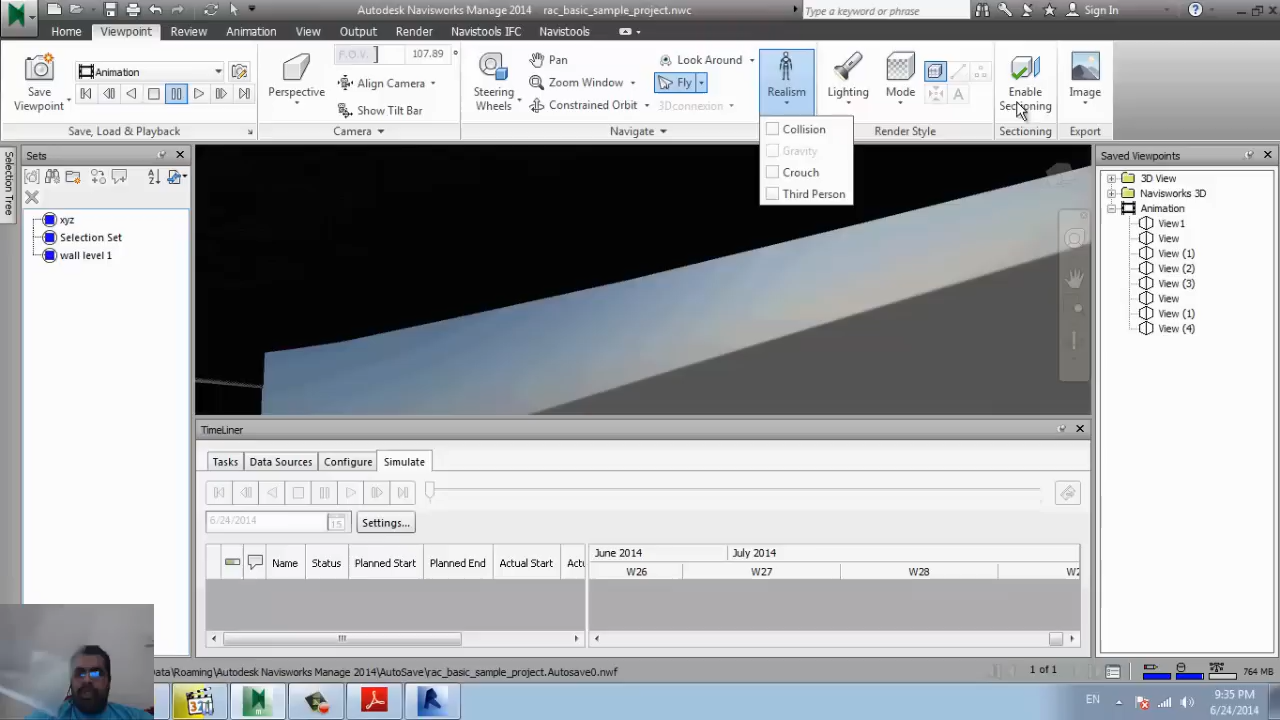 Autodesk Navisworks Manage 2014 rac_basic_sample_project.nwc
Type a keyword or phrase
Sign In
Home Viewpoint Review Animation View Output Render Navistools IFC Navistools
Save Viewpoint
Animation
Save, Load & Playback
Perspective
F.O.V. 107.89 °
Align Camera
Show Tilt Bar
Camera
Steering Wheels
Pan
Zoom Window
Constrained Orbit
Look Around
Fly
3Dconnexion
Navigate
Realism
Collision
Gravity
Crouch
Third Person
Lighting
Mode
A
Render Style
Enable Sectioning
Sectioning
Image
Export
Selection Tree
Sets
xyz
Selection Set
wall level 1
Saved Viewpoints
3D View
Navisworks 3D
Animation
View1
View
View (1)
View (2)
View (3)
View
View (1)
View (4)
TimeLiner
Tasks Data Sources Configure Simulate
6/24/2014 15 Settings...
Name Status Planned Start Planned End Actual Start Actu
June 2014 July 2014
W26 W27 W28 W2
Data\Roaming\Autodesk Navisworks Manage 2014\AutoSave\rac_basic_sample_project.Autosave0.nwf
1 of 1
764 MB
321
EN
9:35 PM
6/24/2014